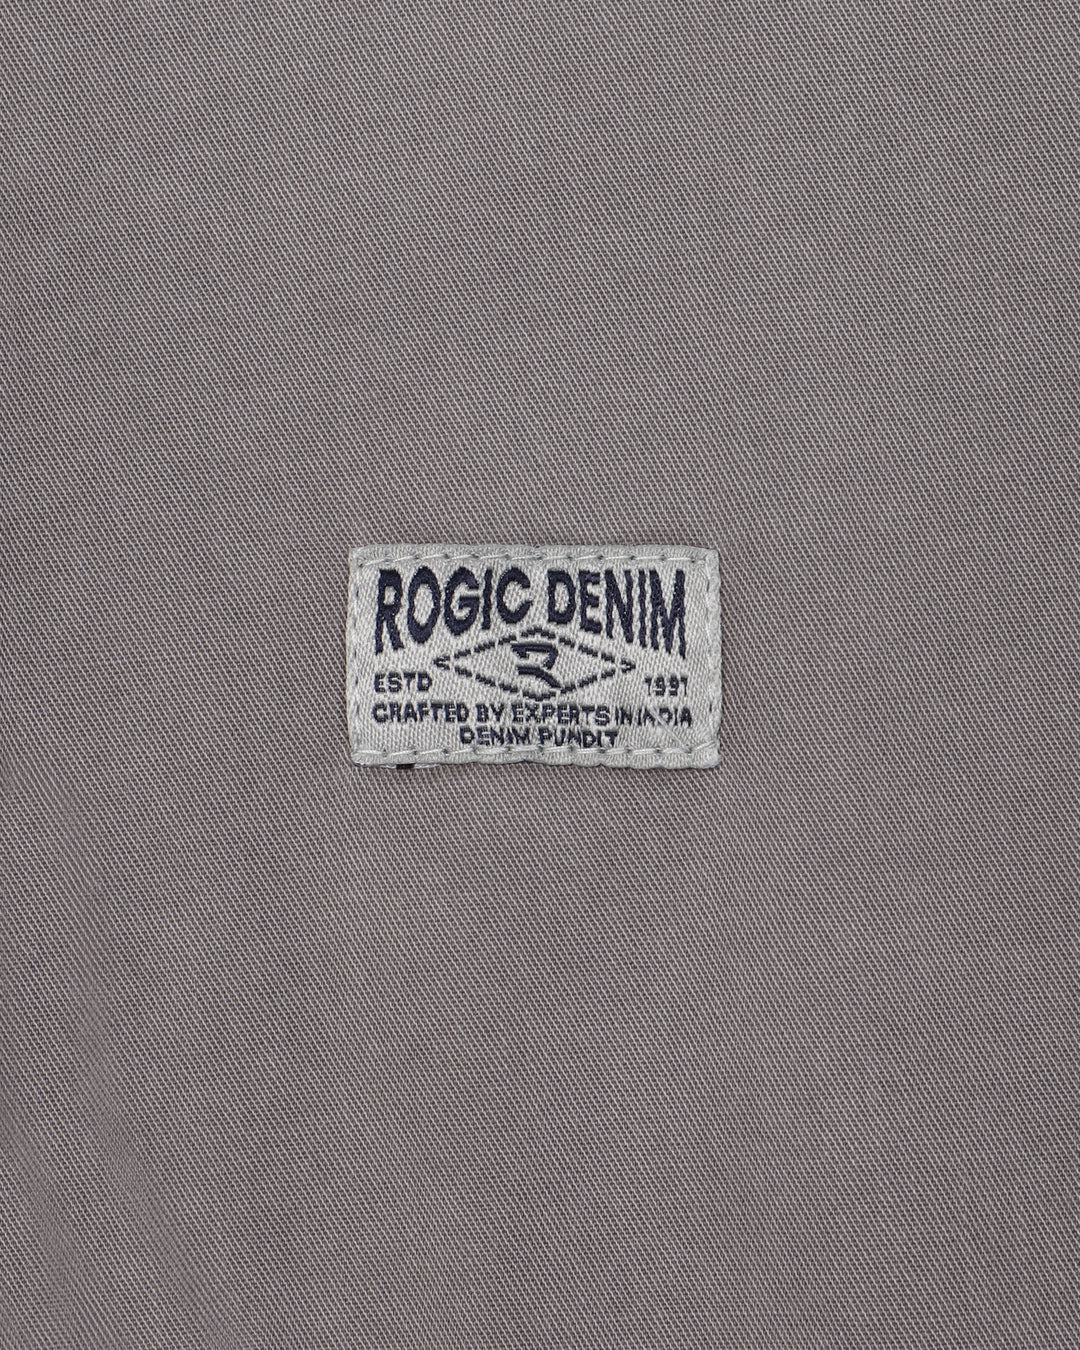 ROGIC DENIM
ESTD 1991
CRAFTED BY EXPERTS IN INDIA
DENIM PUNDIT